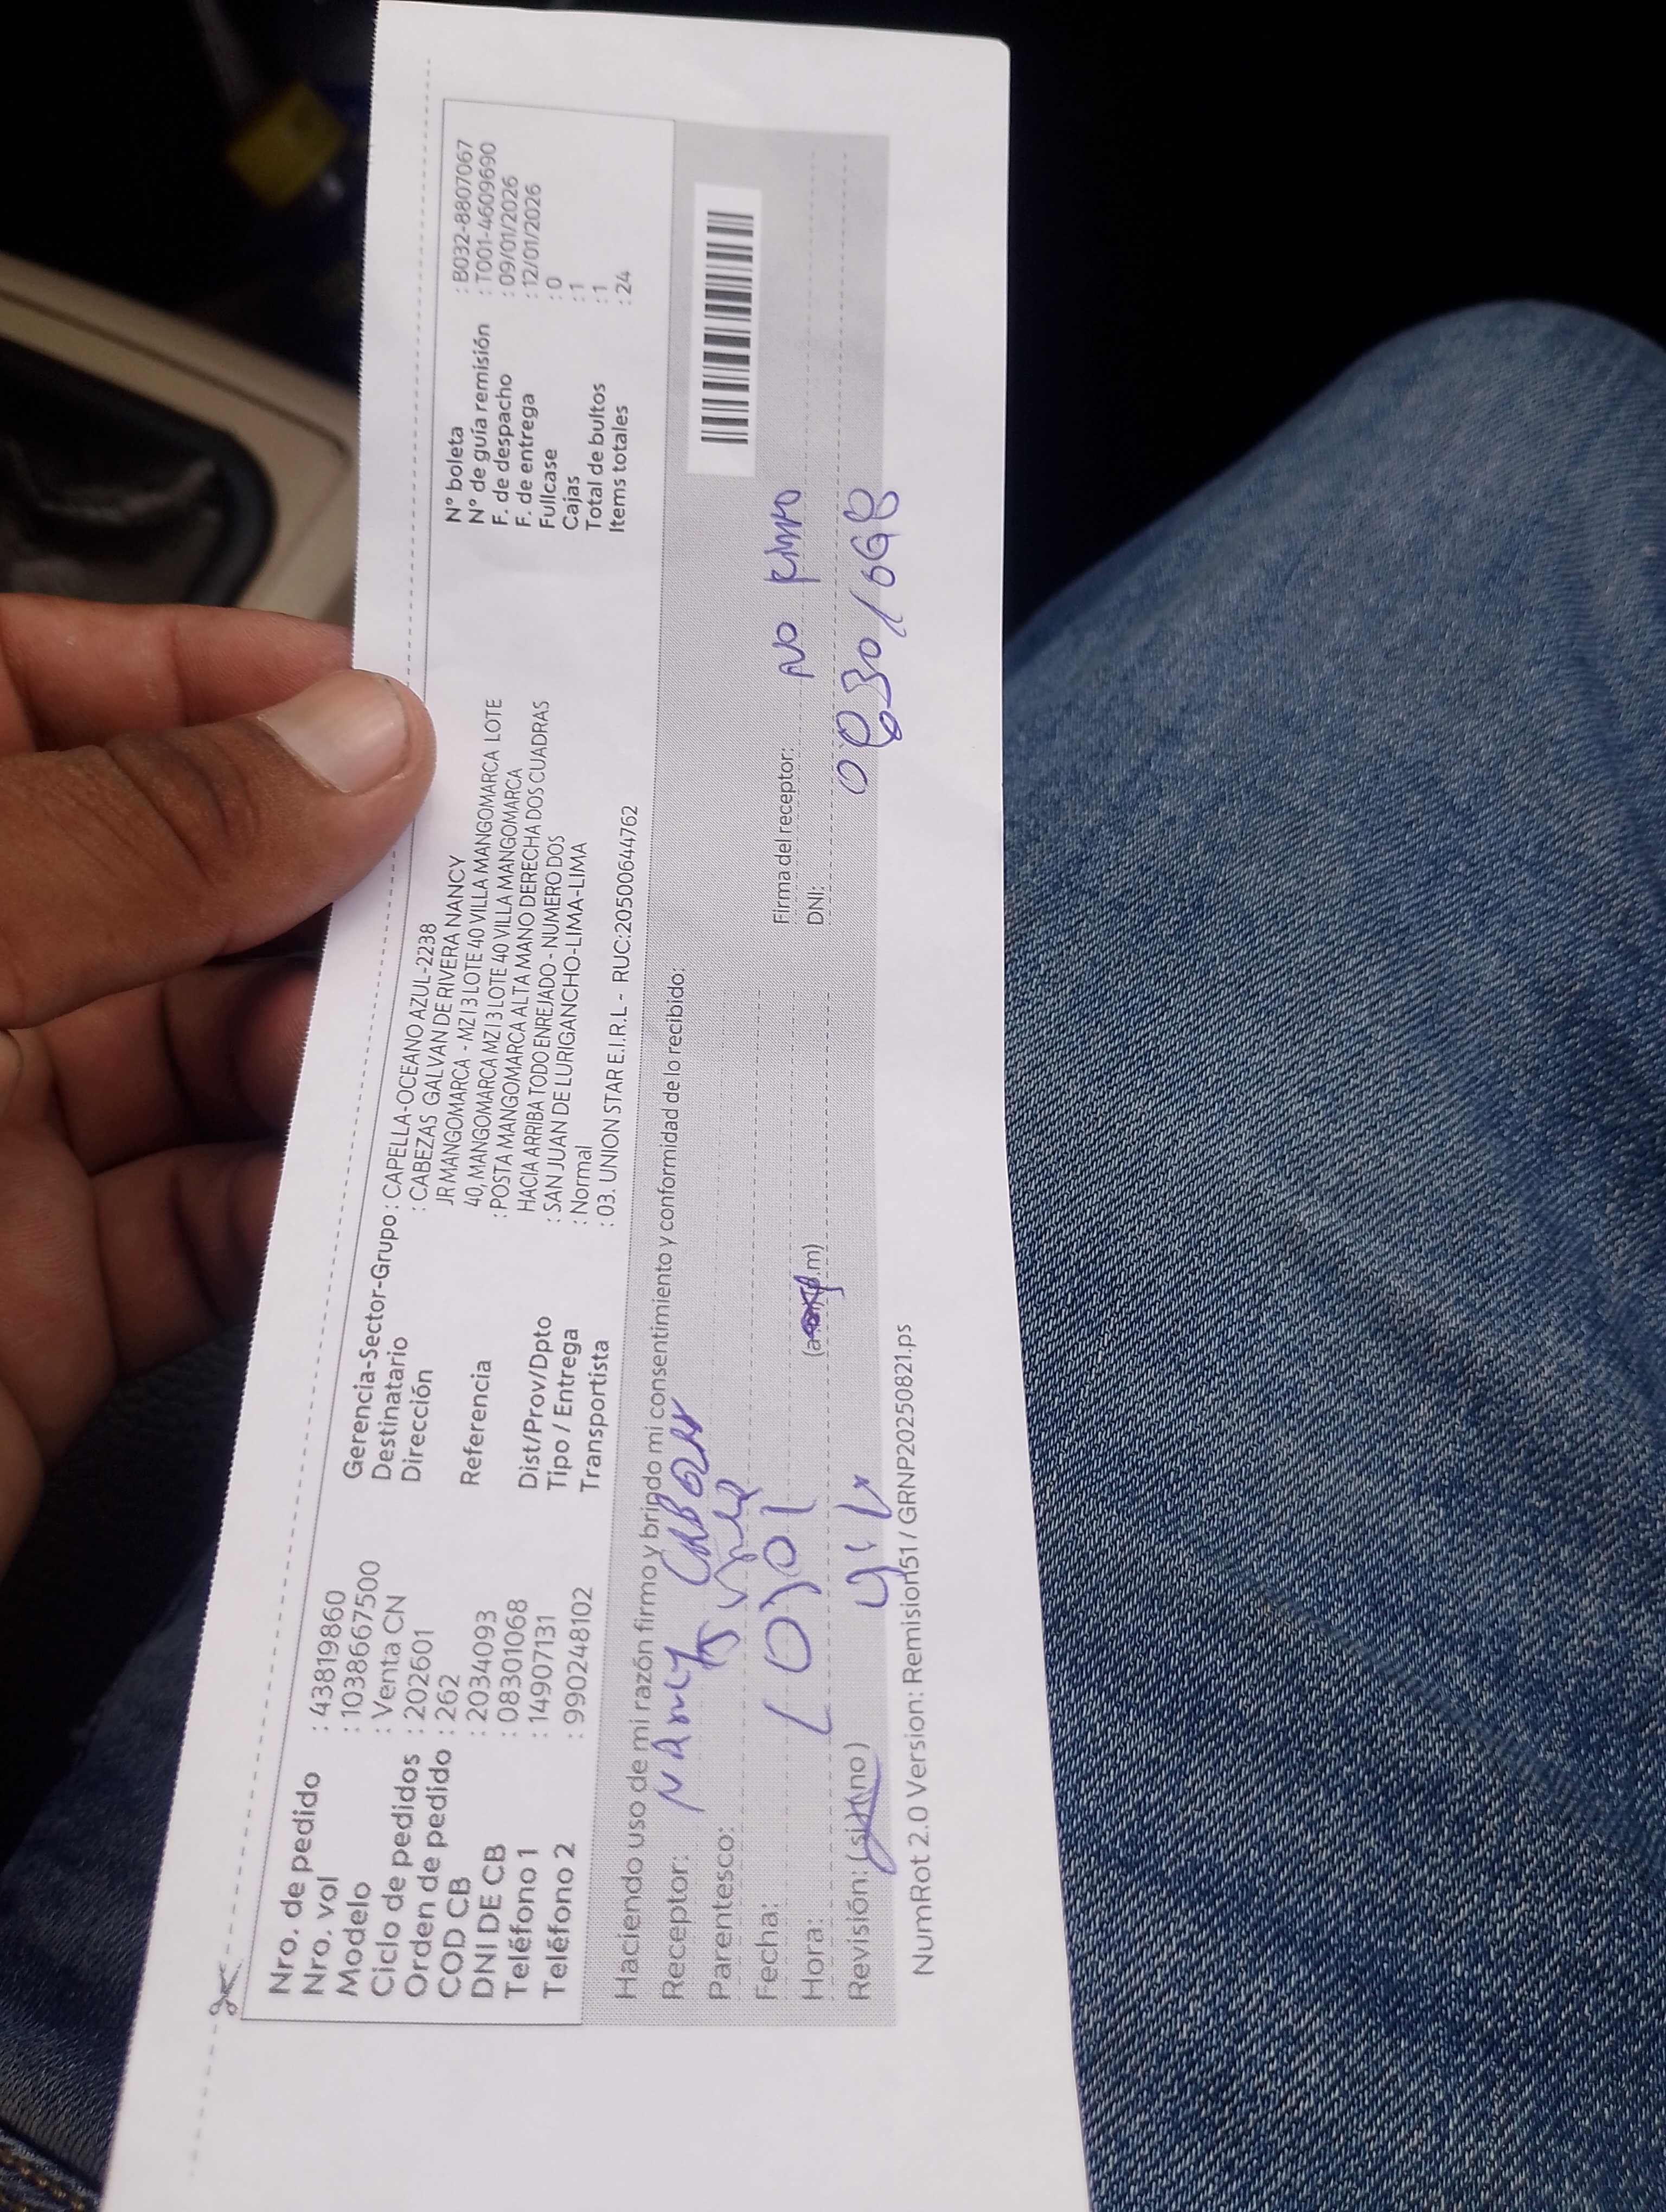 Nro. de pedido : 43819860
Nro. vol : 10386667500
Modelo : Venta CN
Ciclo de pedidos : 202601
Orden de pedido : 262
COD CB : 2034093
DNI DE CB : 08301068
Teléfono 1 : 14907131
Teléfono 2 : 990248102
Gerencia-Sector-Grupo : CAPELLA-OCEANO AZUL-2238
Destinatario : CABEZAS GALVAN DE RIVERA NANCY
Dirección JR MANGOMARCA - MZ I 3 LOTE 40 VILLA MANGOMARCA LOTE
40, MANGOMARCA MZ I 3 LOTE 40 VILLA MANGOMARCA
Referencia : POSTA MANGOMARCA ALTA MANO DERECHA DOS CUADRAS
HACIA ARRIBA TODO ENREJADO - NUMERO DOS
Dist/Prov/Dpto : SAN JUAN DE LURIGANCHO-LIMA-LIMA
Tipo / Entrega : Normal
Transportista : 03. UNION STAR E.I.R.L - RUC:20500644762
N° boleta : B032-8807067
N° de guía remisión : T001-4609690
F. de despacho : 09/01/2026
F. de entrega : 12/01/2026
Fullcase : 0
Cajas : 1
Total de bultos : 1
Items totales : 24
Haciendo uso de mi razón firmo y brindo mi consentimiento y conformidad de lo recibido:
Receptor: Nancy
Parentesco:
Fecha:
Hora:
Revisión: (si/no)
Firma del receptor: NO
DNI: 08301068
NumRot 2.0 Version: Remision51 / GRNP20250821.ps